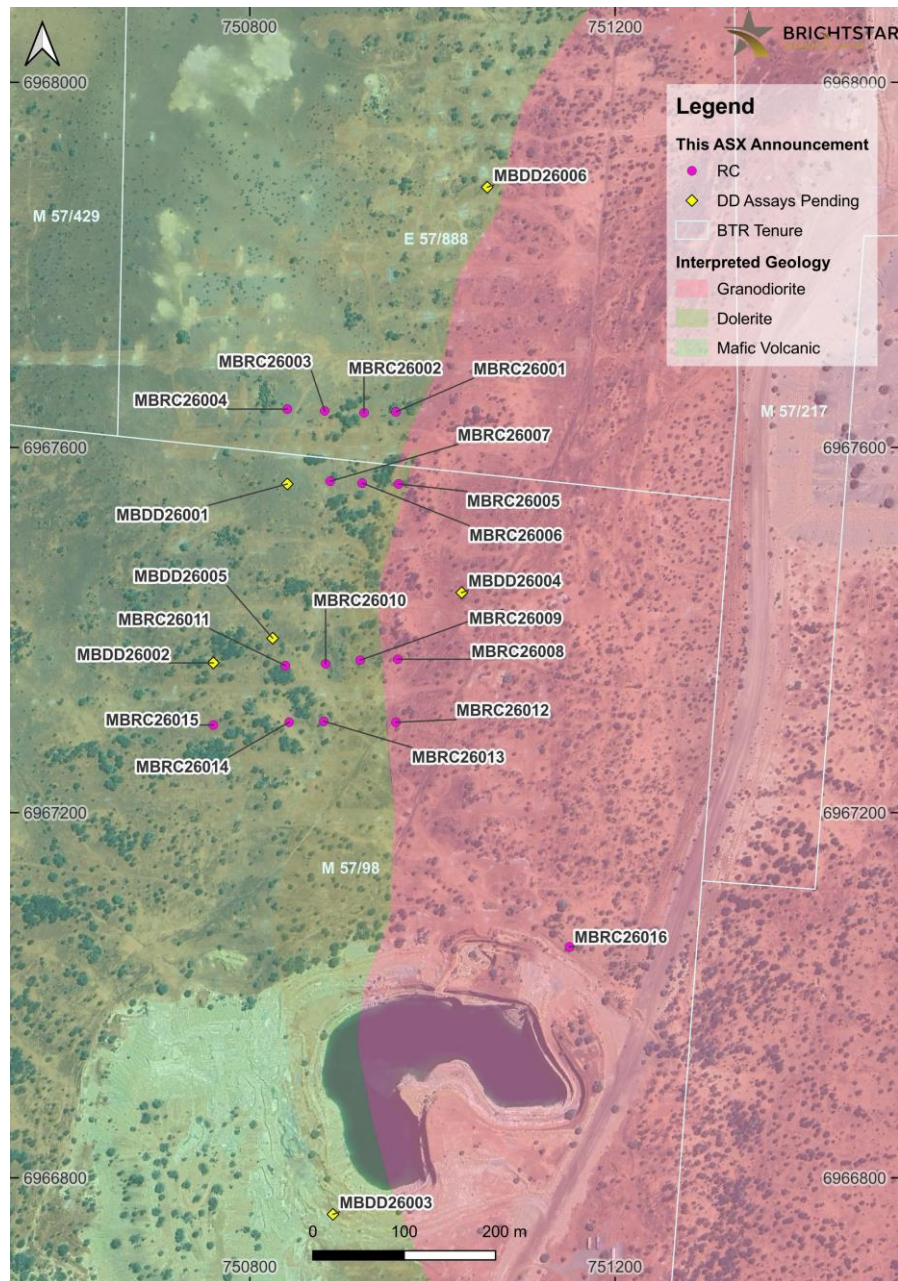 750800
751200
BRIGHTSTAR
6968000
6968000
Legend
This ASX Announcement
RC
DD Assays Pending
BTR Tenure
Interpreted Geology
Granodiorite
Dolerite
Mafic Volcanic
MBDD26006
M 57/429
E 57/888
MBRC26003
MBRC26002
MBRC26004
MBRC26001
M 57/217
MBRC26007
6967600
6967600
MBDD26001
MBRC26005
MBRC26006
MBDD26005
MBDD26004
MBRC26011
MBRC26010
MBRC26009
MBDD26002
MBRC26008
MBRC26015
MBRC26012
MBRC26014
MBRC26013
6967200
6967200
M 57/98
MBRC26016
6966800
6966800
MBDD26003
0 100 200 m
750800
751200